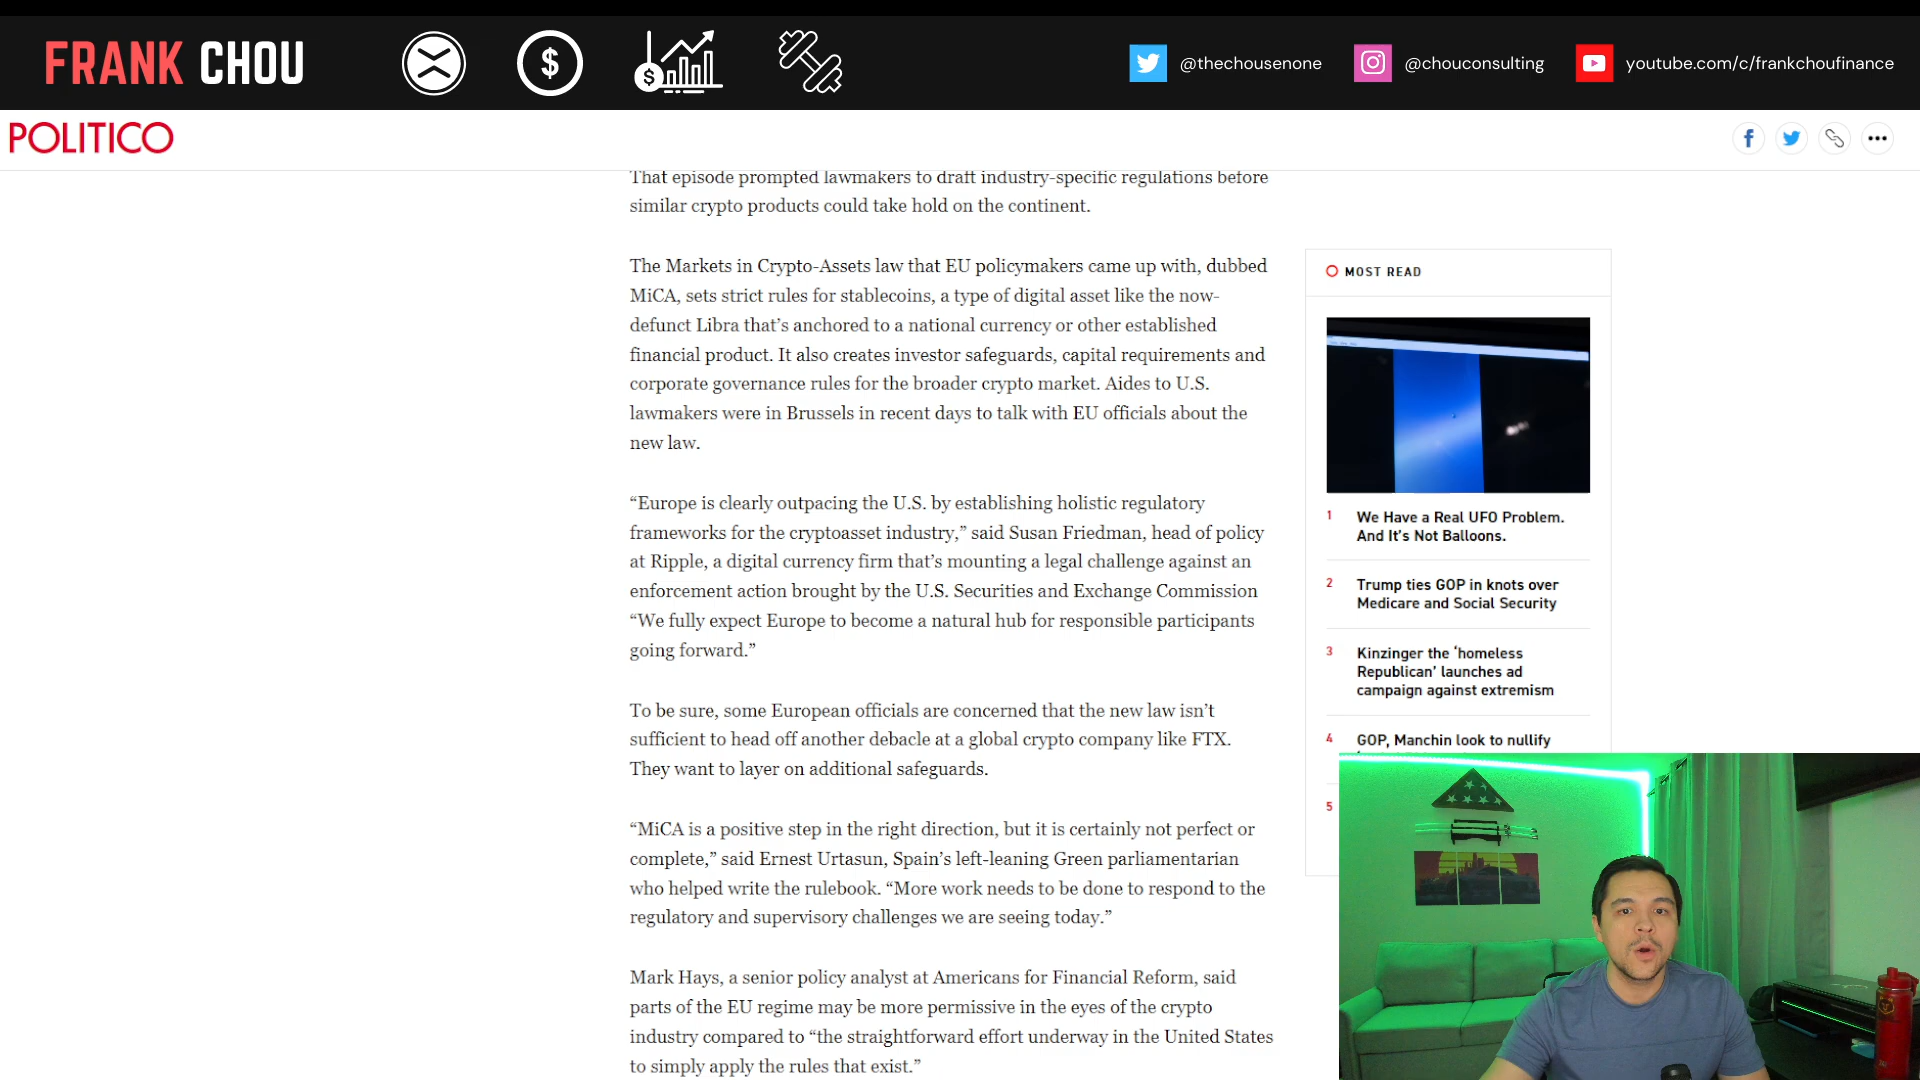 FRANK CHOU
@thechousenone
@chouconsulting
youtube.com/c/frankchoufinance
POLITICO
That episode prompted lawmakers to draft industry-specific regulations before
similar crypto products could take hold on the continent.
The Markets in Crypto-Assets law that EU policymakers came up with, dubbed
MiCA, sets strict rules for stablecoins, a type of digital asset like the now-
defunct Libra that’s anchored to a national currency or other established
financial product. It also creates investor safeguards, capital requirements and
corporate governance rules for the broader crypto market. Aides to U.S.
lawmakers were in Brussels in recent days to talk with EU officials about the
new law.
“Europe is clearly outpacing the U.S. by establishing holistic regulatory
frameworks for the cryptoasset industry,” said Susan Friedman, head of policy
at Ripple, a digital currency firm that’s mounting a legal challenge against an
enforcement action brought by the U.S. Securities and Exchange Commission
“We fully expect Europe to become a natural hub for responsible participants
going forward.”
To be sure, some European officials are concerned that the new law isn’t
sufficient to head off another debacle at a global crypto company like FTX.
They want to layer on additional safeguards.
“MiCA is a positive step in the right direction, but it is certainly not perfect or
complete,” said Ernest Urtasun, Spain’s left-leaning Green parliamentarian
who helped write the rulebook. “More work needs to be done to respond to the
regulatory and supervisory challenges we are seeing today.”
Mark Hays, a senior policy analyst at Americans for Financial Reform, said
parts of the EU regime may be more permissive in the eyes of the crypto
industry compared to “the straightforward effort underway in the United States
to simply apply the rules that exist.”
MOST READ
1 We Have a Real UFO Problem.
And It’s Not Balloons.
2 Trump ties GOP in knots over
Medicare and Social Security
3 Kinzinger the ‘homeless
Republican’ launches ad
campaign against extremism
4 GOP, Manchin look to nullify
5